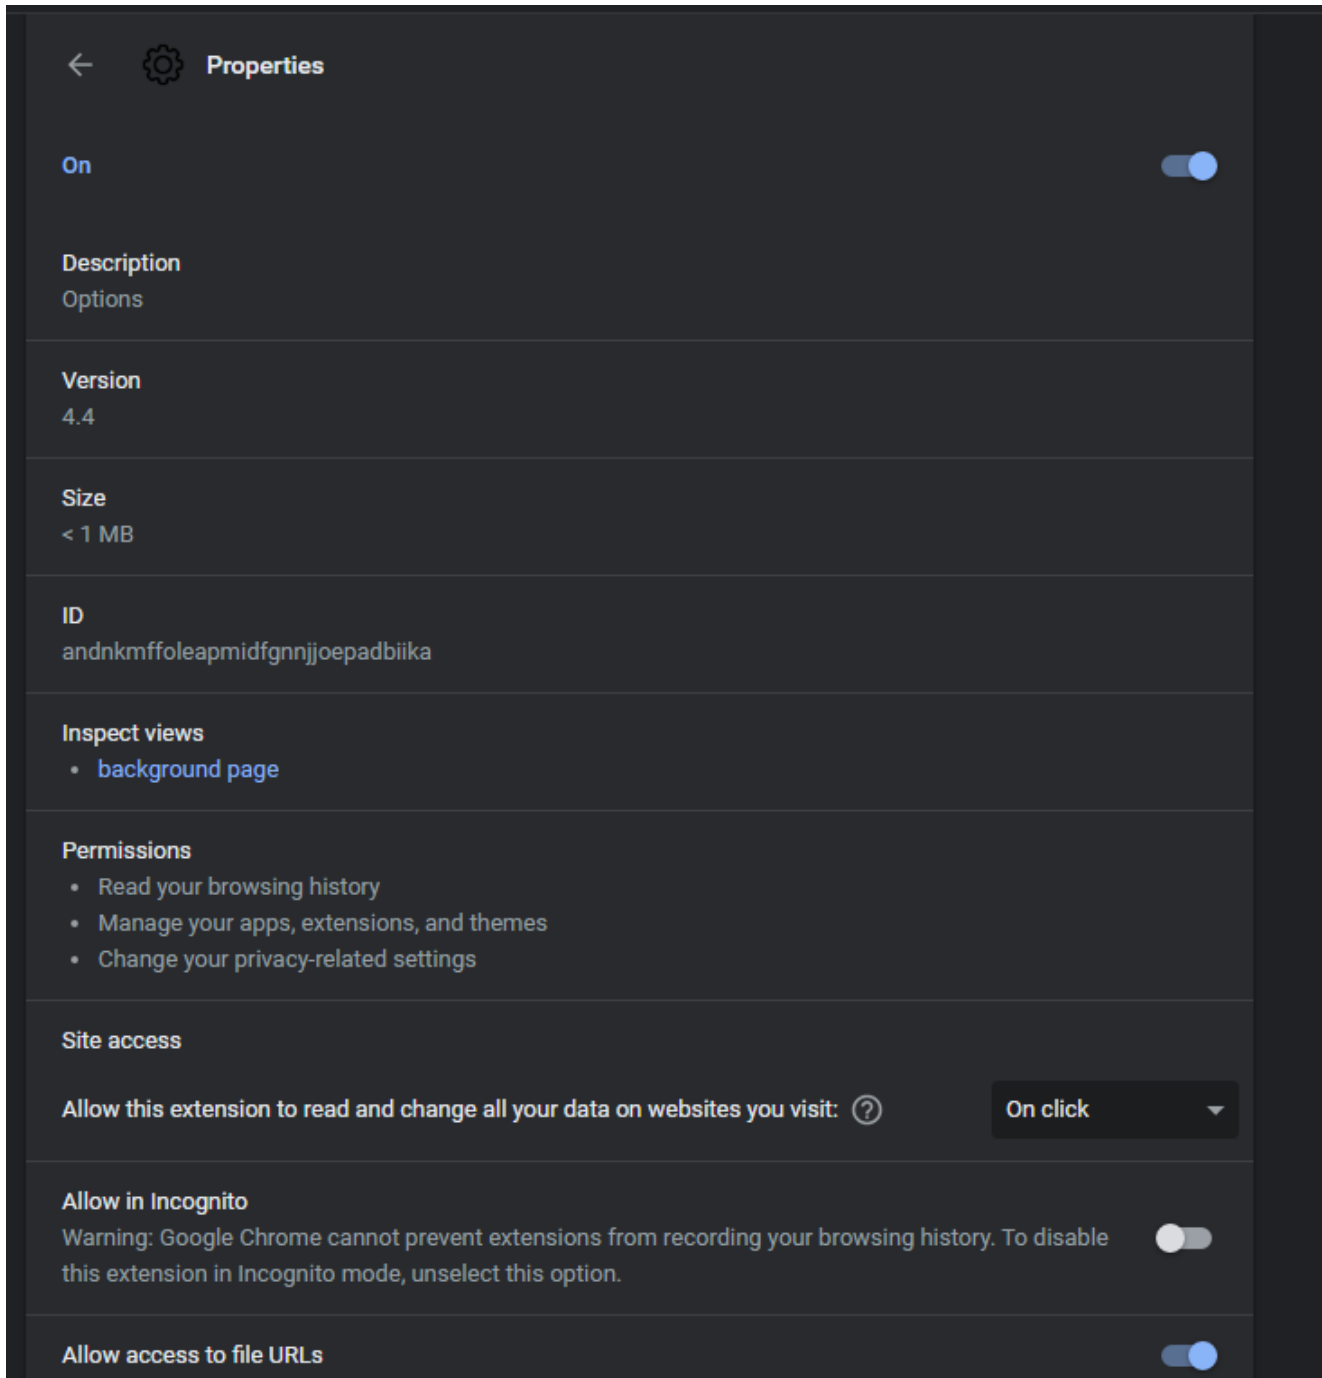 Properties
On
Description
Options
Version
4.4
Size
< 1 MB
ID
andnkmffoleapmidfgnnjjoepadbiika
Inspect views
• background page
Permissions
• Read your browsing history
• Manage your apps, extensions, and themes
• Change your privacy-related settings
Site access
Allow this extension to read and change all your data on websites you visit: ? On click
Allow in Incognito
Warning: Google Chrome cannot prevent extensions from recording your browsing history. To disable
this extension in Incognito mode, unselect this option.
Allow access to file URLs